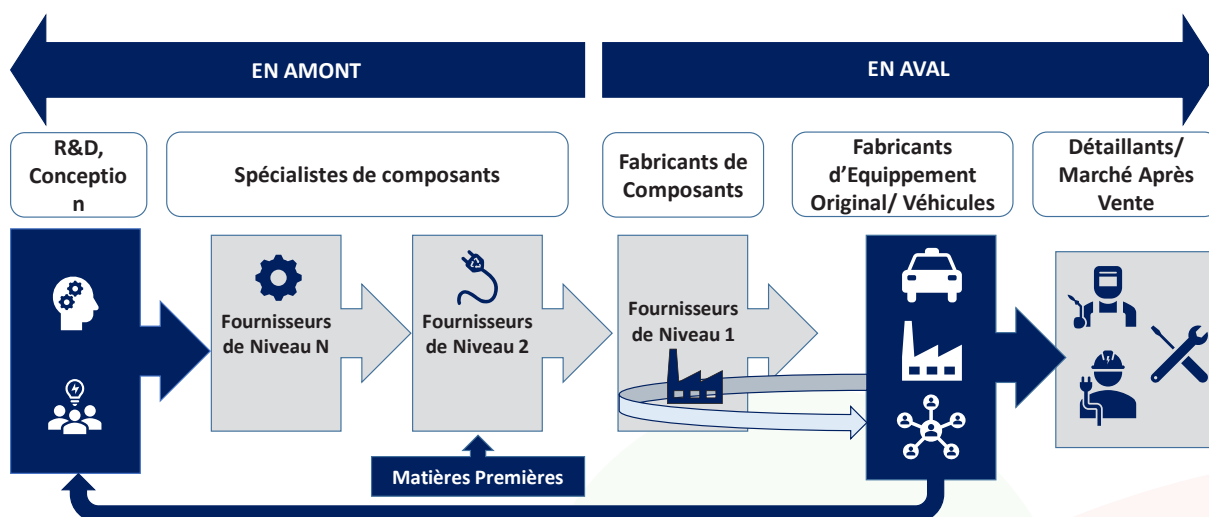 EN AMONT
EN AVAL
R&D,
Conceptio
n
Spécialistes de composants
Fabricants de
Composants
Fabricants
d’Equippement
Original/ Véhicules
Détaillants/
Marché Après
Vente
Fournisseurs
de Niveau N
Fournisseurs
de Niveau 2
Fournisseurs
de Niveau 1
Matières Premières